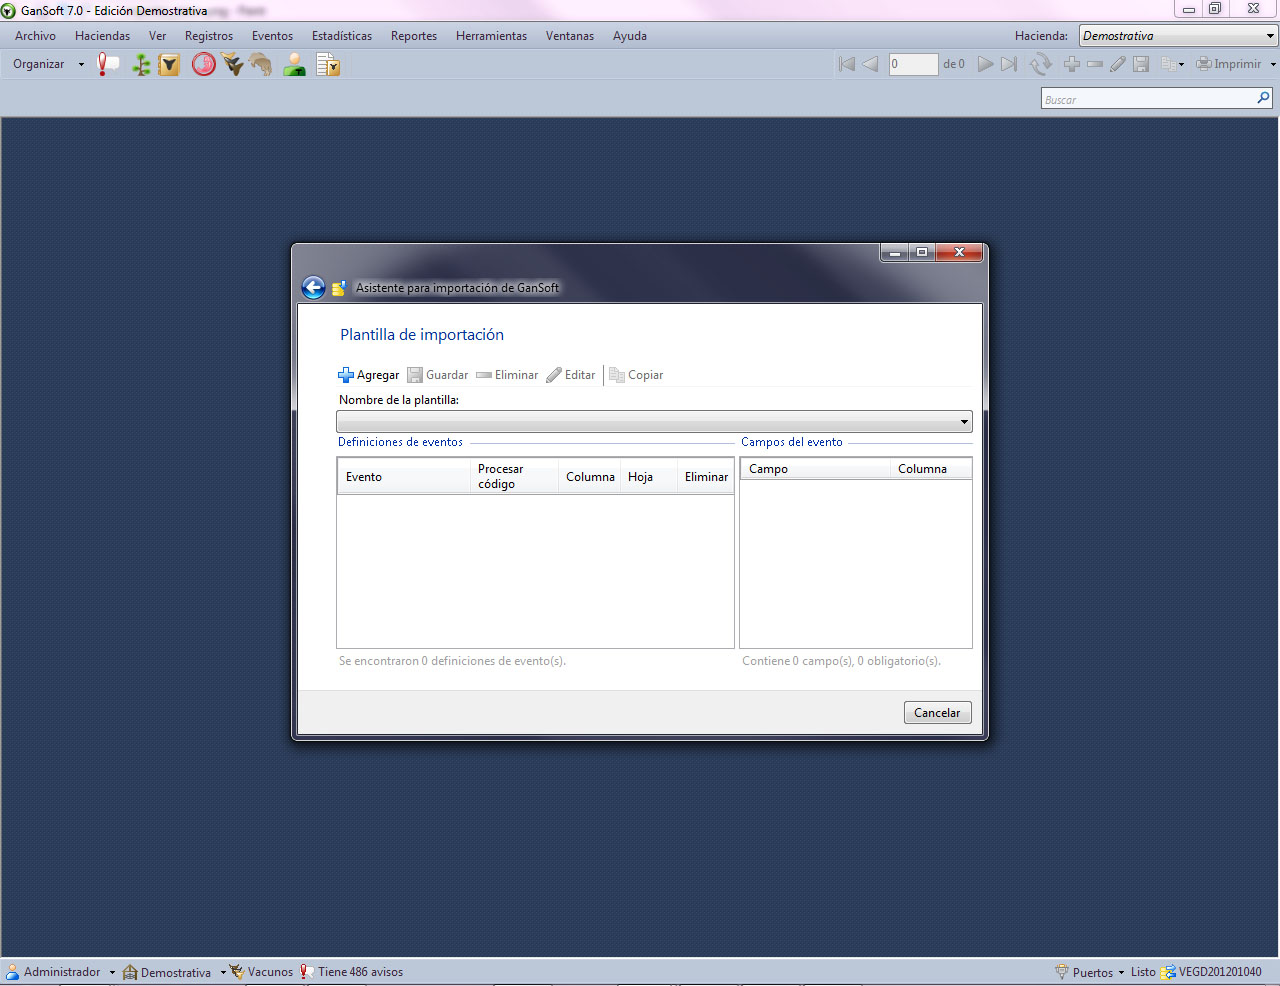 GanSoft 7.0 - Edición Demostrativa
Archivo Haciendas Ver Registros Eventos Estadísticas Reportes Herramientas Ventanas Ayuda Hacienda: Demostrativa
Organizar 0 de 0 Imprimir
Buscar
Asistente para importación de GanSoft
Plantilla de importación
Agregar Guardar Eliminar Editar Copiar
Nombre de la plantilla:
Definiciones de eventos Campos del evento
Evento Procesar código Columna Hoja Eliminar Campo Columna
Se encontraron 0 definiciones de evento(s). Contiene 0 campo(s), 0 obligatorio(s).
Cancelar
Administrador Demostrativa Vacunos Tiene 486 avisos Puertos Listo VEGD201201040